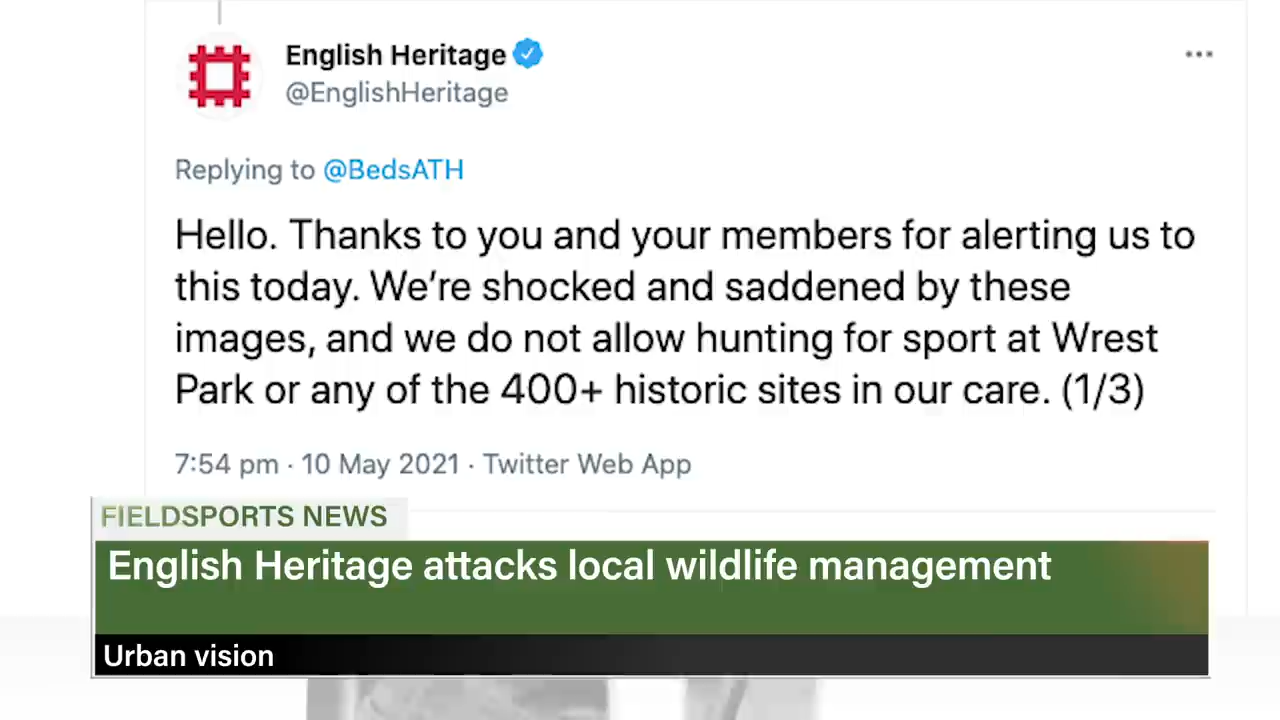 English Heritage
@EnglishHeritage
Replying to @BedsATH
Hello. Thanks to you and your members for alerting us to
this today. We’re shocked and saddened by these
images, and we do not allow hunting for sport at Wrest
Park or any of the 400+ historic sites in our care. (1/3)
7:54 pm · 10 May 2021 · Twitter Web App
FIELDSPORTS NEWS
English Heritage attacks local wildlife management
Urban vision